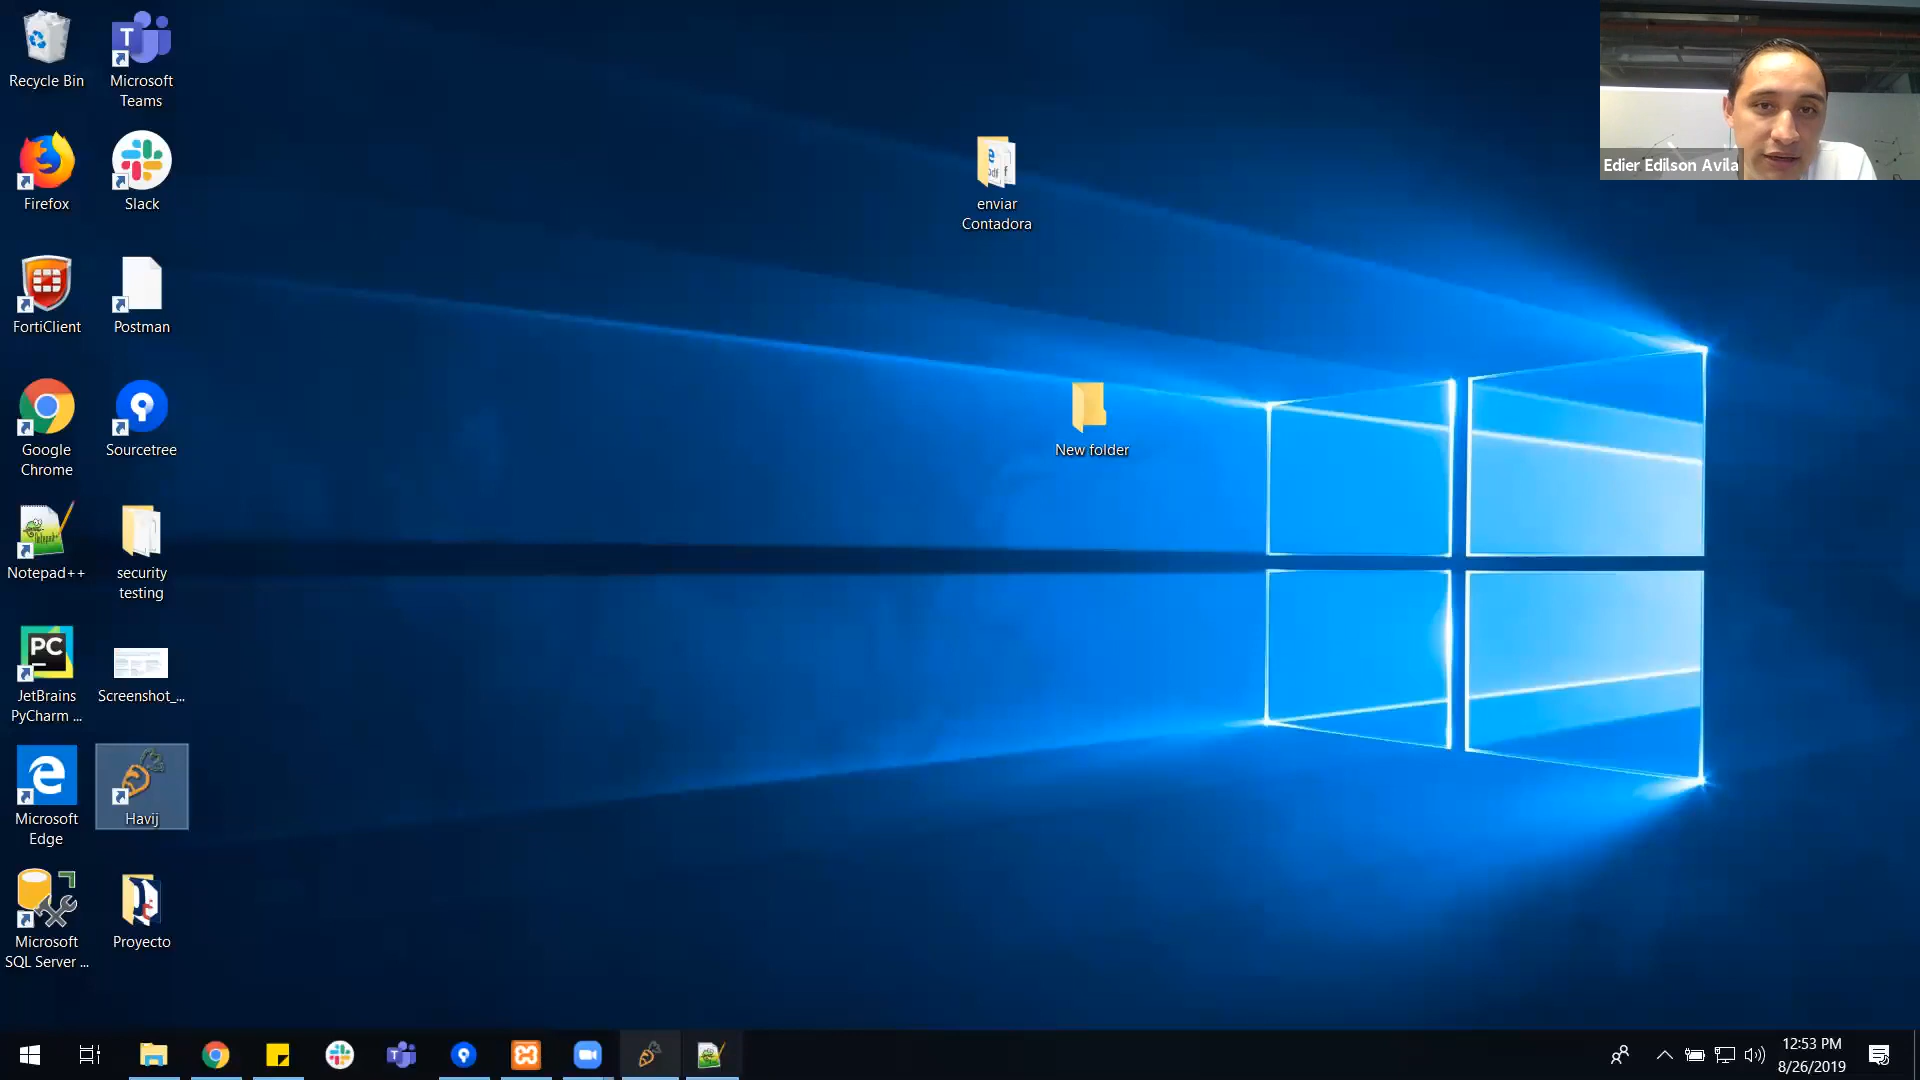 Recycle Bin
Microsoft
Teams
Edier Edilson Avila
Firefox
Slack
enviar
Contadora
FortiClient
Postman
Google
Chrome
Sourcetree
New folder
Notepad++
security
testing
PC
JetBrains
PyCharm ...
Screenshot_...
Microsoft
Edge
Havij
Microsoft
SQL Server ...
Proyecto
12:53 PM
8/26/2019